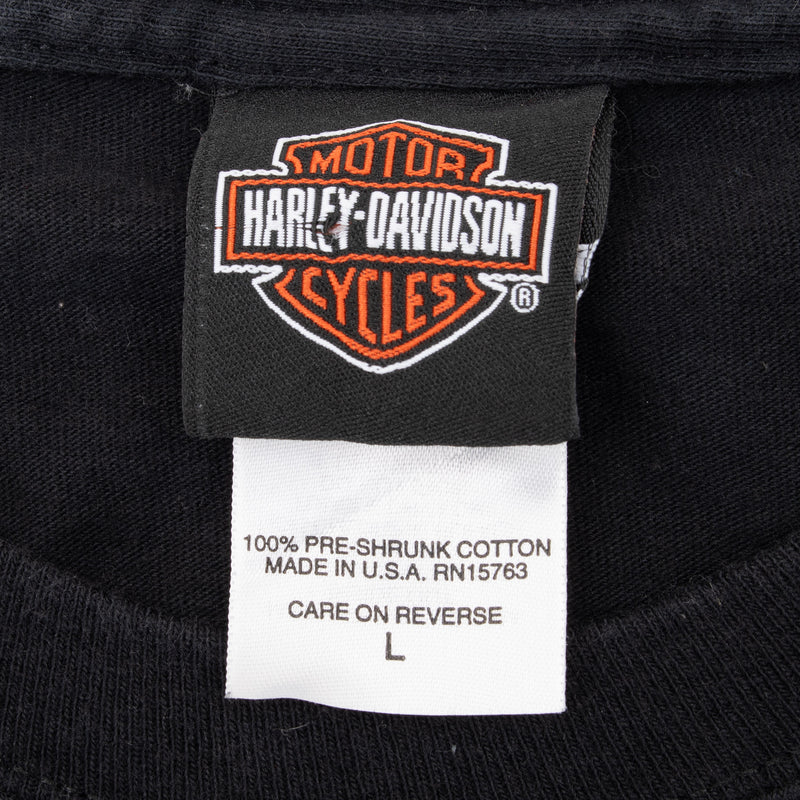 MOTOR
HARLEY-DAVIDSON
CYCLES
®
100% PRE-SHRUNK COTTON
MADE IN U.S.A. RN15763
CARE ON REVERSE
L